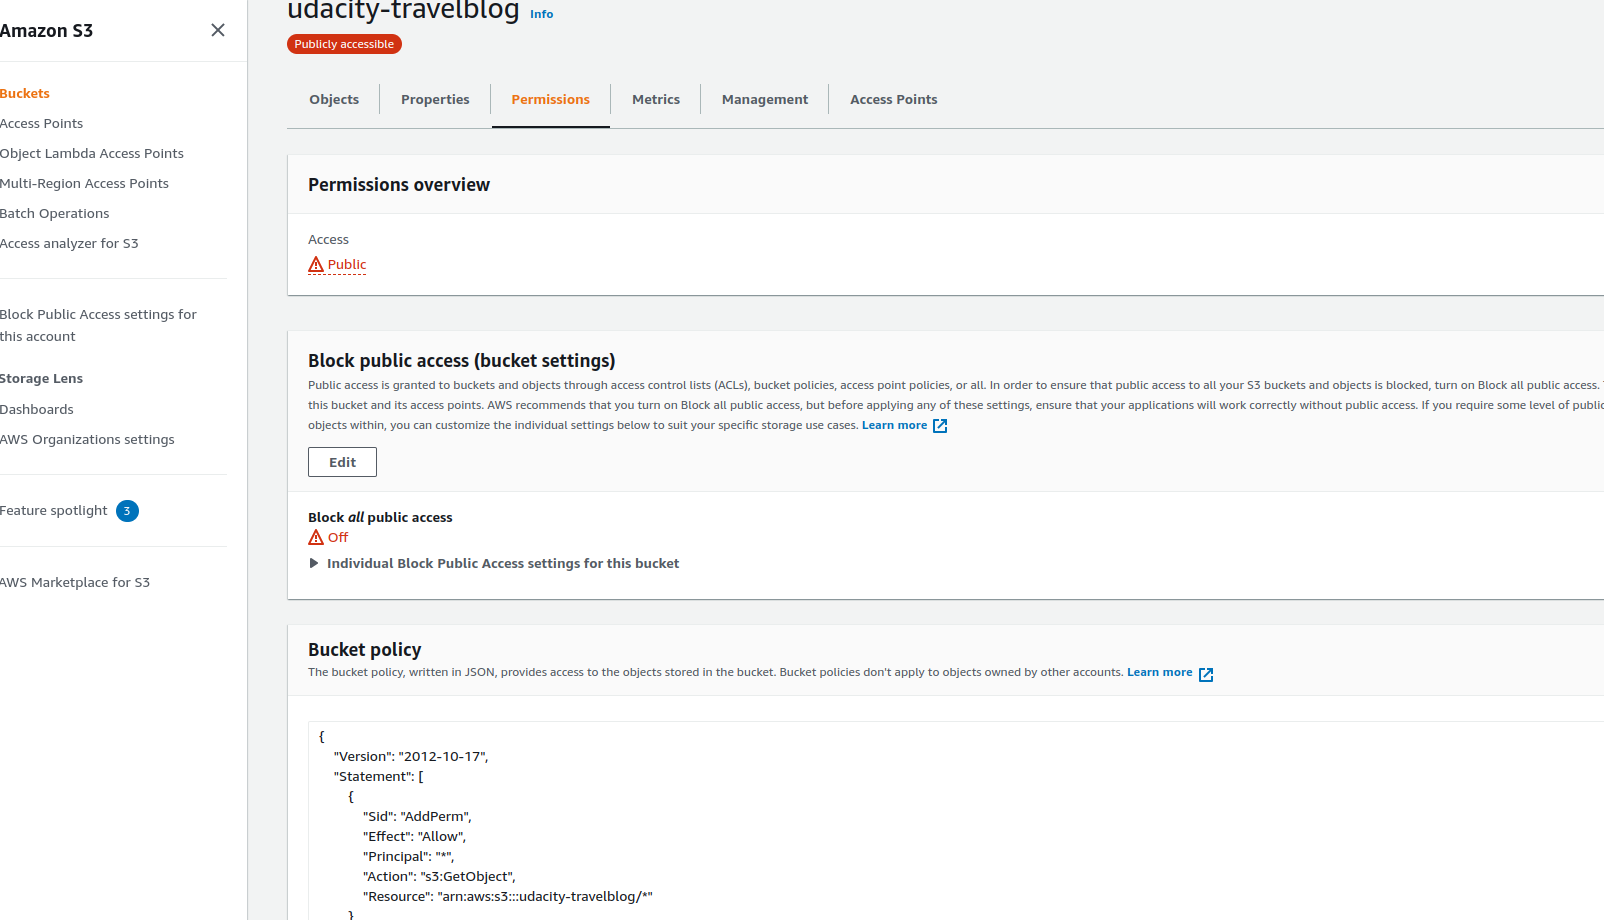 Amazon S3
Buckets
Access Points
Object Lambda Access Points
Multi-Region Access Points
Batch Operations
Access analyzer for S3
Block Public Access settings for
this account
Storage Lens
Dashboards
AWS Organizations settings
Feature spotlight 3
AWS Marketplace for S3
udacity-travelblog Info
Publicly accessible
Objects Properties Permissions Metrics Management Access Points
Permissions overview
Access
Public
Block public access (bucket settings)
Public access is granted to buckets and objects through access control lists (ACLs), bucket policies, access point policies, or all. In order to ensure that public access to all your S3 buckets and objects is blocked, turn on Block all public access.
this bucket and its access points. AWS recommends that you turn on Block all public access, but before applying any of these settings, ensure that your applications will work correctly without public access. If you require some level of public
objects within, you can customize the individual settings below to suit your specific storage use cases. Learn more
Edit
Block all public access
Off
Individual Block Public Access settings for this bucket
Bucket policy
The bucket policy, written in JSON, provides access to the objects stored in the bucket. Bucket policies don't apply to objects owned by other accounts. Learn more
{
"Version": "2012-10-17",
"Statement": [
{
"Sid": "AddPerm",
"Effect": "Allow",
"Principal": "*",
"Action": "s3:GetObject",
"Resource": "arn:aws:s3:::udacity-travelblog/*"
}